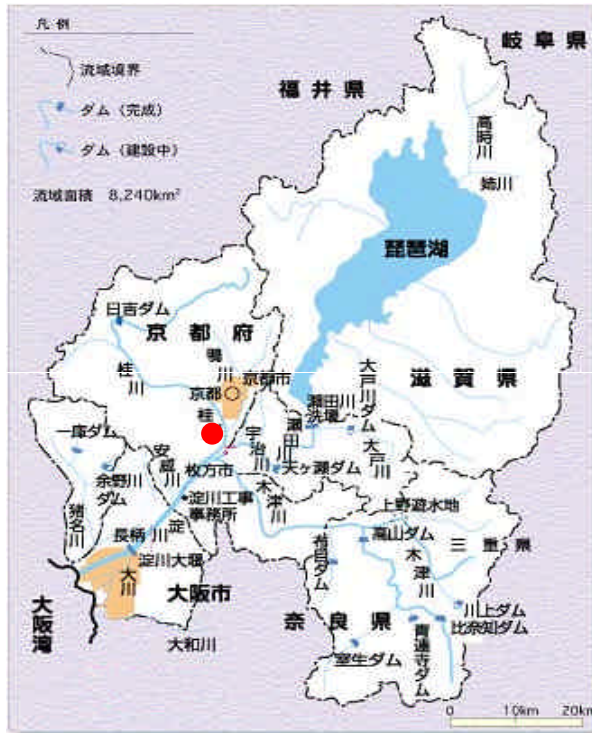 凡例
流域境界
ダム（完成）
ダム（建設中）
流域面積 8,240km²
岐阜県
福井県
高時川
姉川
琵琶湖
日吉ダム
京都府
鴨川
桂川
京都
京都市
滋賀県
大戸川ダム
瀬田川洗堰
瀬田川
大戸川
桂
宇治川
天ヶ瀬ダム
一庫ダム
余野川ダム
安威川
枚方市
猪名川
淀川工事事務所
木津川
上野遊水地
長柄
淀川
淀川大堰
高山ダム
布目ダム
三重県
木津川
大川
大阪市
大阪湾
奈良県
川上ダム
比奈知ダム
青蓮寺ダム
室生ダム
大和川
0 10km 20km